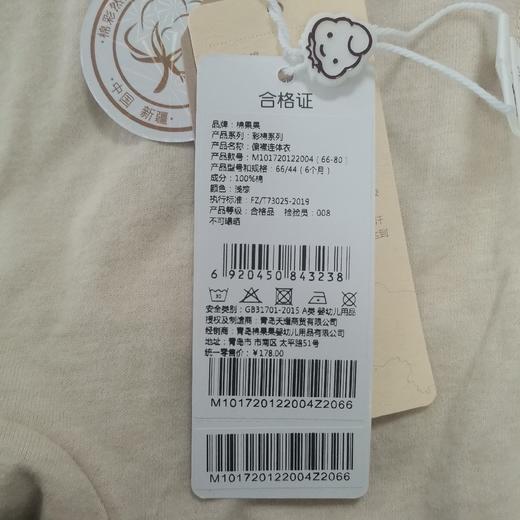 棉彩然
中国 新疆
合格证
品牌：棉果果
产品系列：彩棉系列
产品名称：偏襟连体衣
产品款号：M101720122004（66-80）
产品型号和规格：66/44（6个月）
成分：100%棉
颜色：浅棕
执行标准：FZ/T73025-2019
产品等级：合格品 检验员：008
不可曝晒
6 920450 843238
安全类别：GB31701-2015 A类 婴幼儿用品
授权及制造商：青岛天瑾商贸有限公司
经销商：青岛棉果果婴幼儿用品有限公司
青岛市 市南区 太平路51号
统一零售价：¥178.00
M101720122004Z2066
M101720122004Z2066